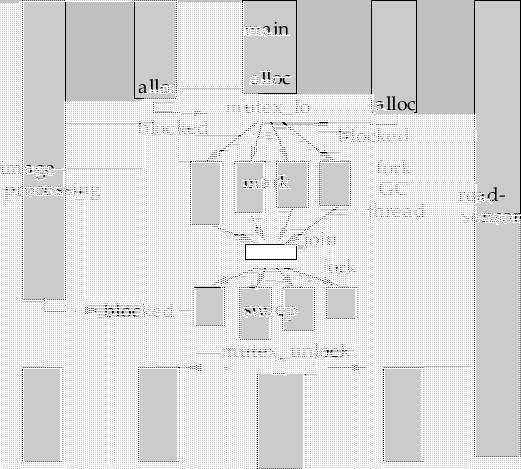 main
alloc
alloc
alloc
mutex_lo
blocked
blocked
image
processing
mark
fork
GC
thread
read-
sensor
join
fork
blocked
sweep
mutex_unlock